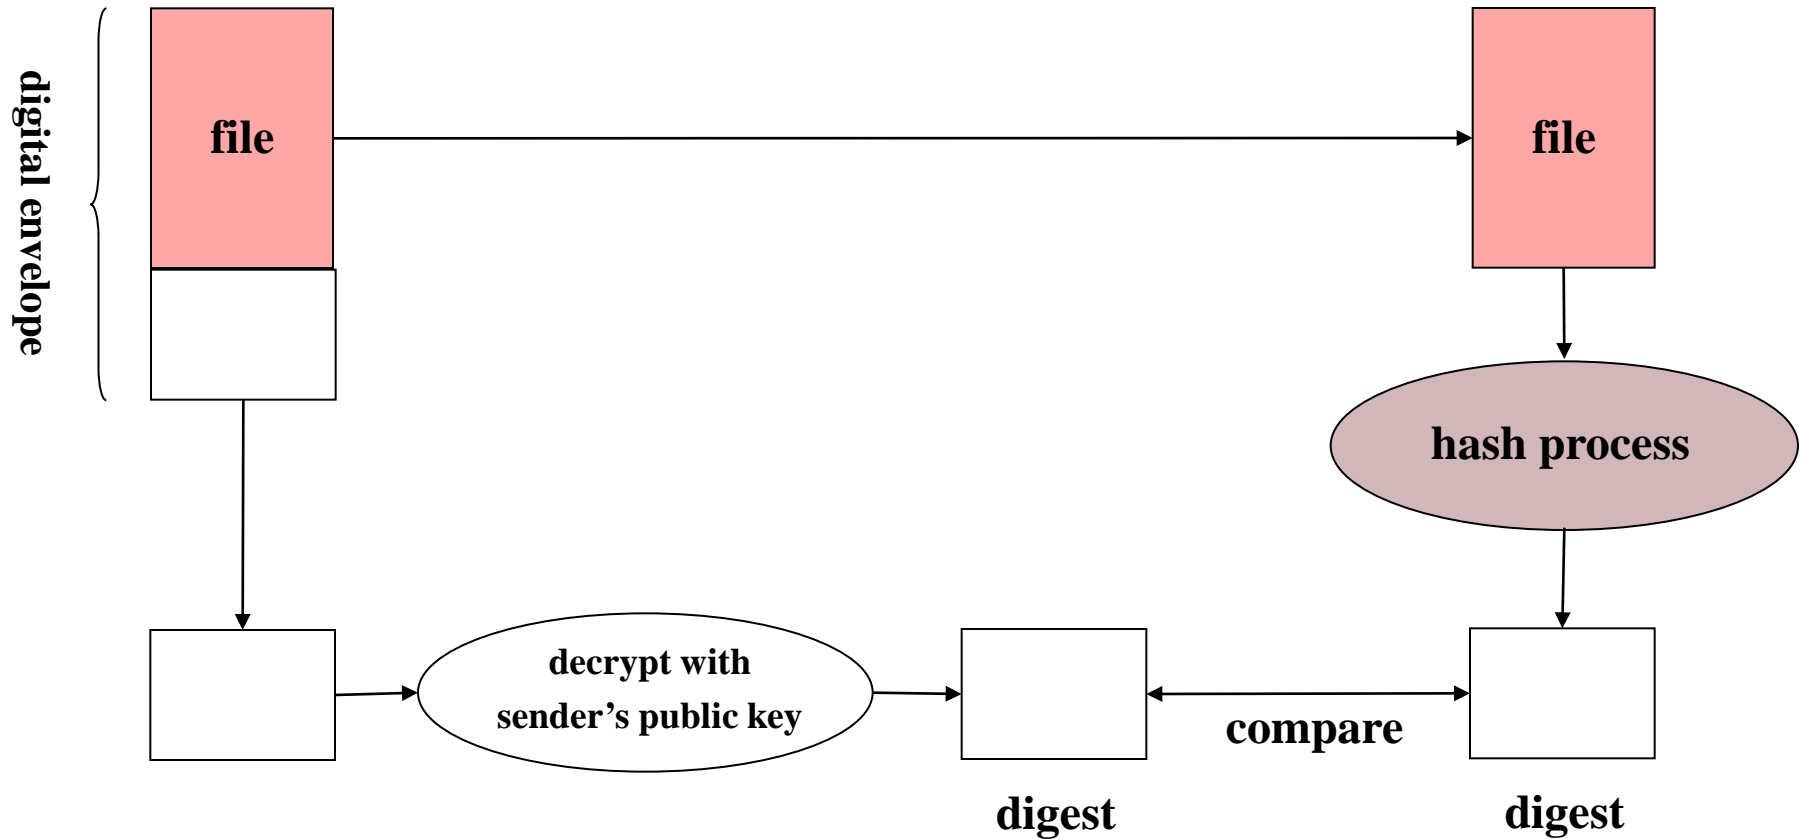 digital envelope
file
file
hash process
decrypt with
sender’s public key
compare
digest
digest